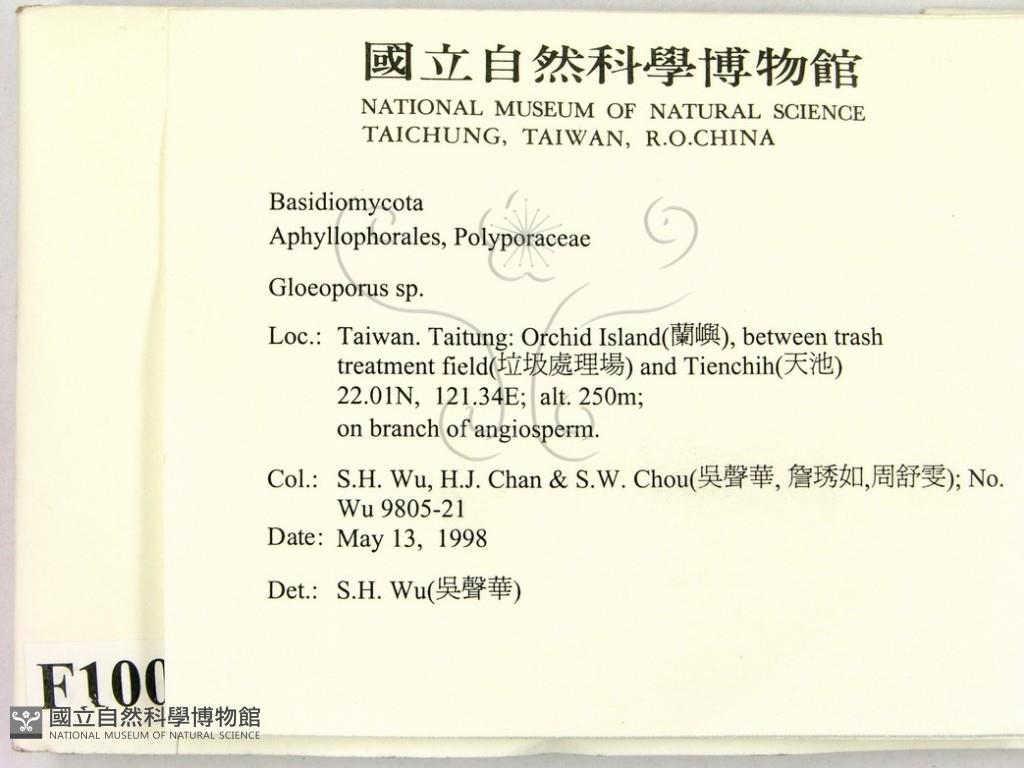 國立自然科學博物館
NATIONAL MUSEUM OF NATURAL SCIENCE
TAICHUNG, TAIWAN, R.O.CHINA
Basidiomycota
Aphyllophorales, Polyporaceae
Gloeoporus sp.
Loc.: Taiwan. Taitung: Orchid Island(蘭嶼), between trash
treatment field(垃圾處理場) and Tienchih(天池)
22.01N, 121.34E; alt. 250m;
on branch of angiosperm.
Col.: S.H. Wu, H.J. Chan & S.W. Chou(吳聲華, 詹琇如,周舒雯); No.
Wu 9805-21
Date: May 13, 1998
Det.: S.H. Wu(吳聲華)
F100
國立自然科學博物館
NATIONAL MUSEUM OF NATURAL SCIENCE